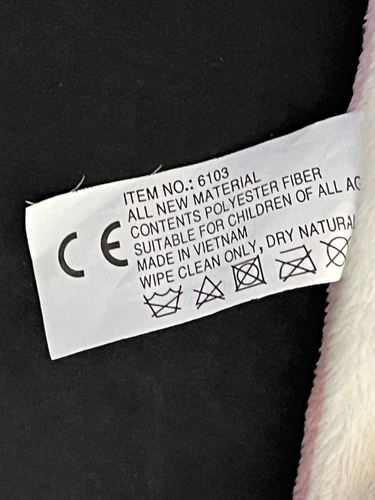 ITEM NO.: 6103
ALL NEW MATERIAL
CONTENTS POLYESTER FIBER
SUITABLE FOR CHILDREN OF ALL AG
MADE IN VIETNAM
WIPE CLEAN ONLY, DRY NATURAL
CE